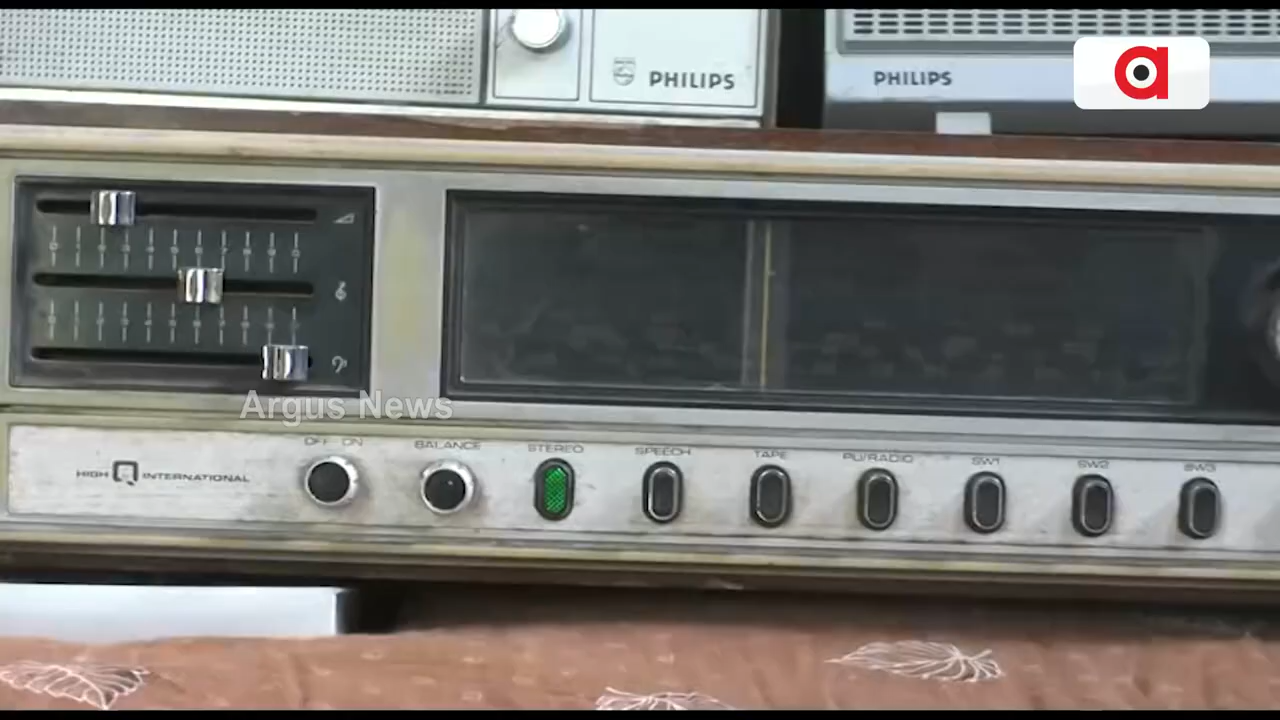 PHILIPS
PHILIPS
a
Argus News
OFF ON
BALANCE
STEREO
SPEECH
TAPE
PU/RADIO
SW1
SW2
SW3
HIGH Q INTERNATIONAL